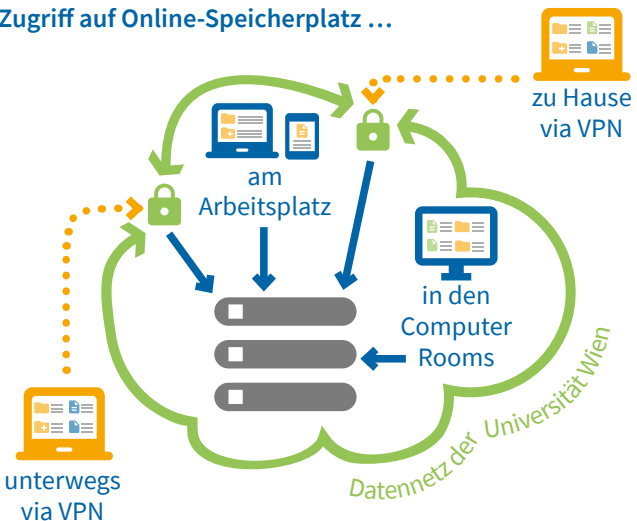 Zugriff auf Online-Speicherplatz …
zu Hause
via VPN
am
Arbeitsplatz
in den
Computer
Rooms
Datennetz der Universität Wien
unterwegs
via VPN